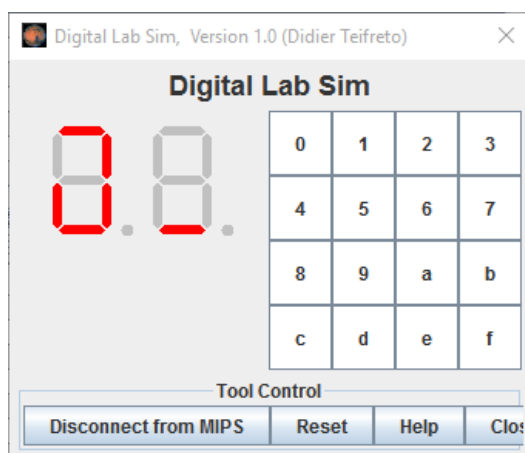 Digital Lab Sim, Version 1.0 (Didier Teifreto)
Digital Lab Sim
0 1 2 3
4 5 6 7
8 9 a b
c d e f
Tool Control
Disconnect from MIPS Reset Help Clos